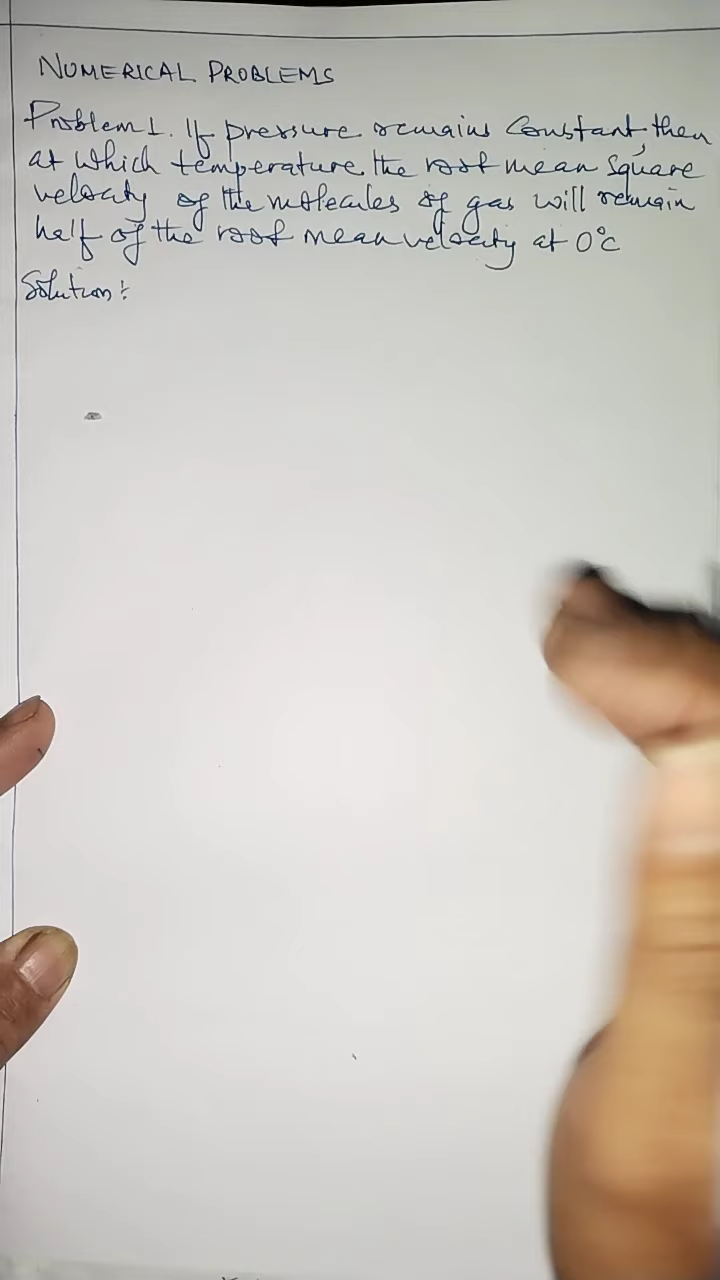 NUMERICAL PROBLEMS
Problem 1. If pressure remains Constant, then
at which temperature the root mean square
velocity of the molecules of gas will remain
half of the root mean velocity at 0°c
Solution :